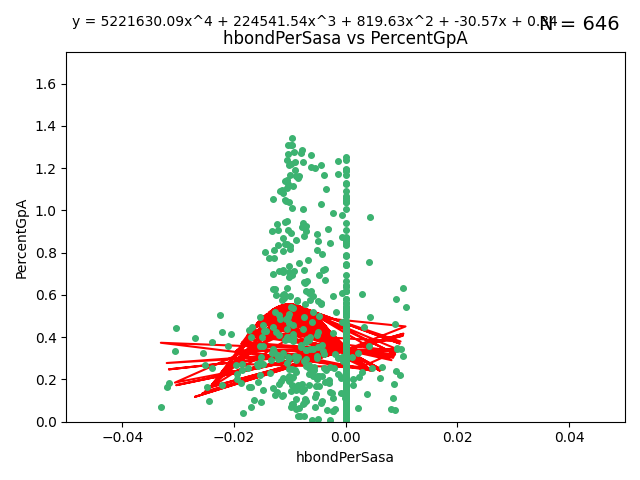 y = 5221630.09x^4 + 224541.54x^3 + 819.63x^2 + -30.57x + 0.
N = 646
hbondPerSasa vs PercentGpA
1.6
1.4
1.2
1.0
0.8
0.6
0.4
0.2
0.0
PercentGpA
−0.04 −0.02 0.00 0.02 0.04
hbondPerSasa